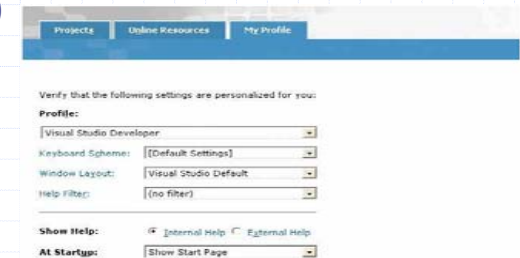 Projects Online Resources My Profile
Verify that the following settings are personalized for you:
Profile:
Visual Studio Developer
Keyboard Scheme: [Default Settings]
Window Layout: Visual Studio Default
Help Filter: (no filter)
Show Help: Internal Help External Help
At Startup: Show Start Page